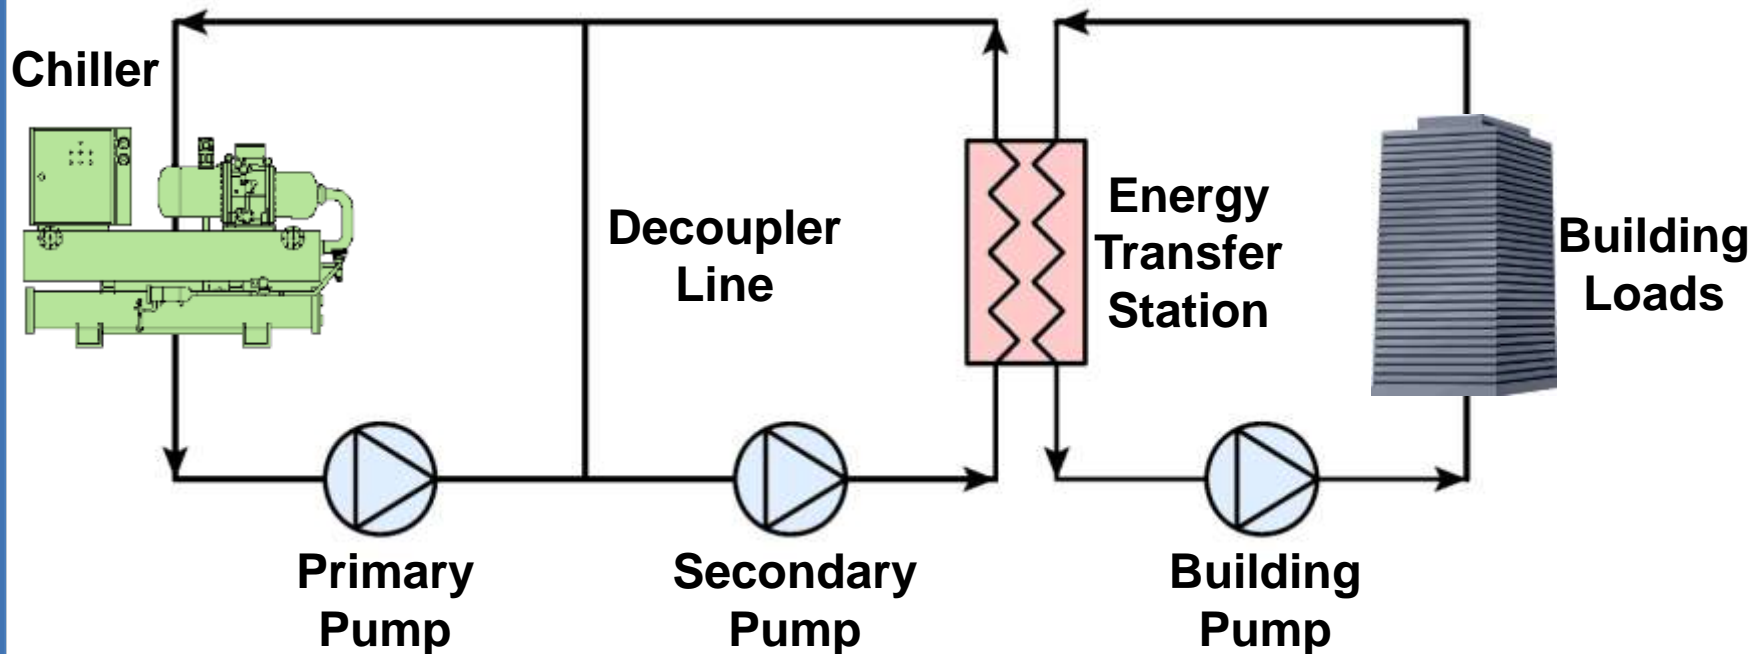 Chiller
Decoupler
Line
Energy
Transfer
Station
Building
Loads
Primary
Pump
Secondary
Pump
Building
Pump